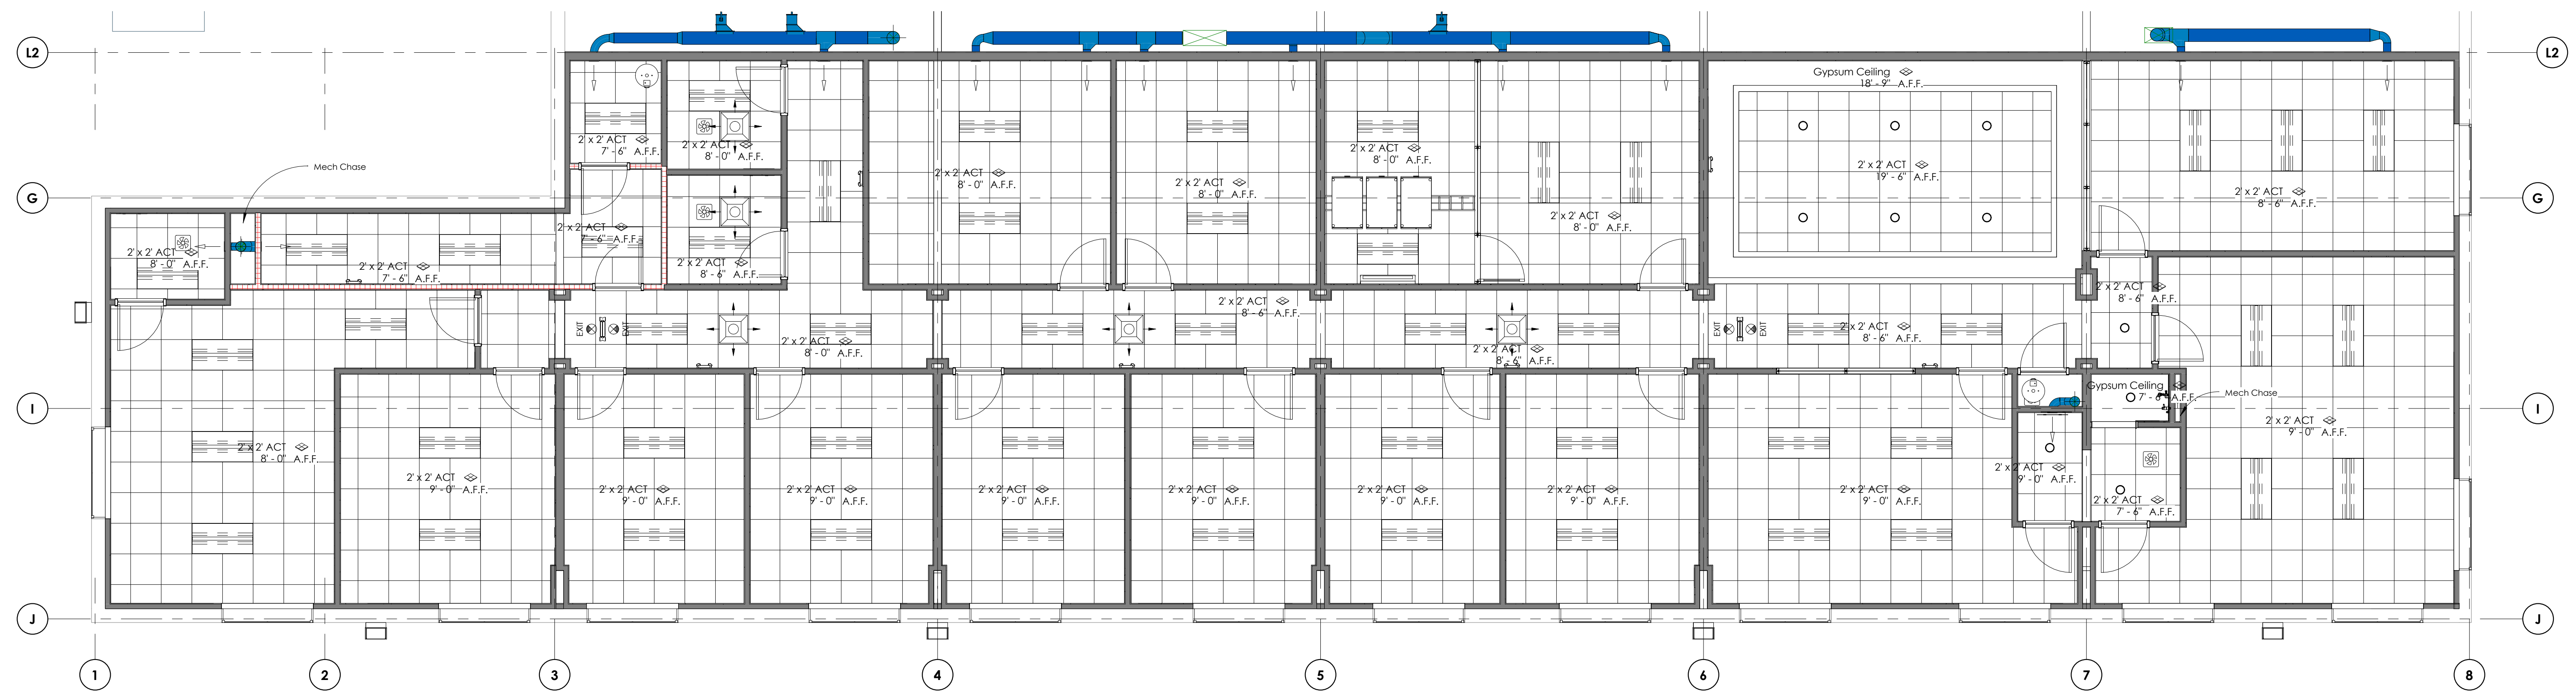 L2
L2
Gypsum Ceiling
18' - 9" A.F.F.
2' x 2' ACT
7' - 6" A.F.F.
2' x 2' ACT
8' - 0" A.F.F.
2' x 2' ACT
8' - 0" A.F.F.
Mech Chase
2' x 2' ACT
8' - 0" A.F.F.
2' x 2' ACT
8' - 0" A.F.F.
2' x 2' ACT
19' - 6" A.F.F.
G
2' x 2' ACT
8' - 6" A.F.F.
G
2' x 2' ACT
8' - 0" A.F.F.
2' x 2' ACT
7' - 6" A.F.F.
2' x 2' ACT
8' - 0" A.F.F.
2' x 2' ACT
7' - 6" A.F.F.
2' x 2' ACT
8' - 6" A.F.F.
2' x 2' ACT
8' - 6" A.F.F.
2' x 2' ACT
8' - 6" A.F.F.
EXIT
EXIT
2' x 2' ACT
8' - 0" A.F.F.
2' x 2' ACT
8' - 6" A.F.F.
EXIT
EXIT
2' x 2' ACT
8' - 6" A.F.F.
Gypsum Ceiling
7' - 6" A.F.F.
Mech Chase
I
I
2' x 2' ACT
8' - 0" A.F.F.
2' x 2' ACT
9' - 0" A.F.F.
2' x 2' ACT
9' - 0" A.F.F.
2' x 2' ACT
9' - 0" A.F.F.
2' x 2' ACT
9' - 0" A.F.F.
2' x 2' ACT
9' - 0" A.F.F.
2' x 2' ACT
9' - 0" A.F.F.
2' x 2' ACT
9' - 0" A.F.F.
2' x 2' ACT
9' - 0" A.F.F.
2' x 2' ACT
9' - 0" A.F.F.
2' x 2' ACT
7' - 6" A.F.F.
2' x 2' ACT
9' - 0" A.F.F.
J
J
1
2
3
4
5
6
7
8